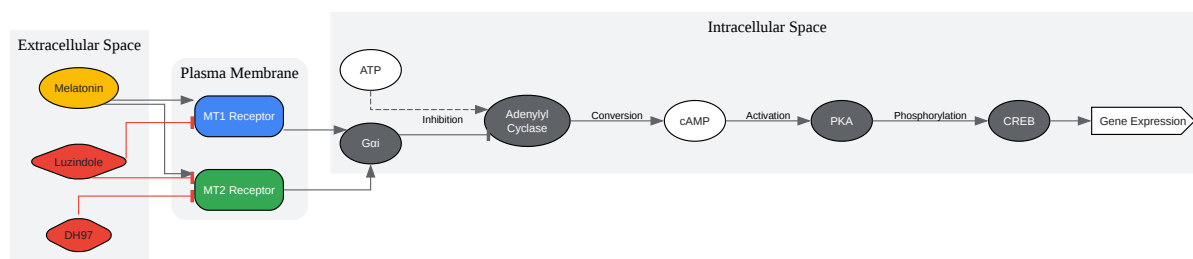 Extracellular Space
Melatonin
Luzindole
DH97
Plasma Membrane
MT1 Receptor
MT2 Receptor
Intracellular Space
ATP
Gαi
Inhibition
Adenylyl
Cyclase
Conversion
cAMP
Activation
PKA
Phosphorylation
CREB
Gene Expression